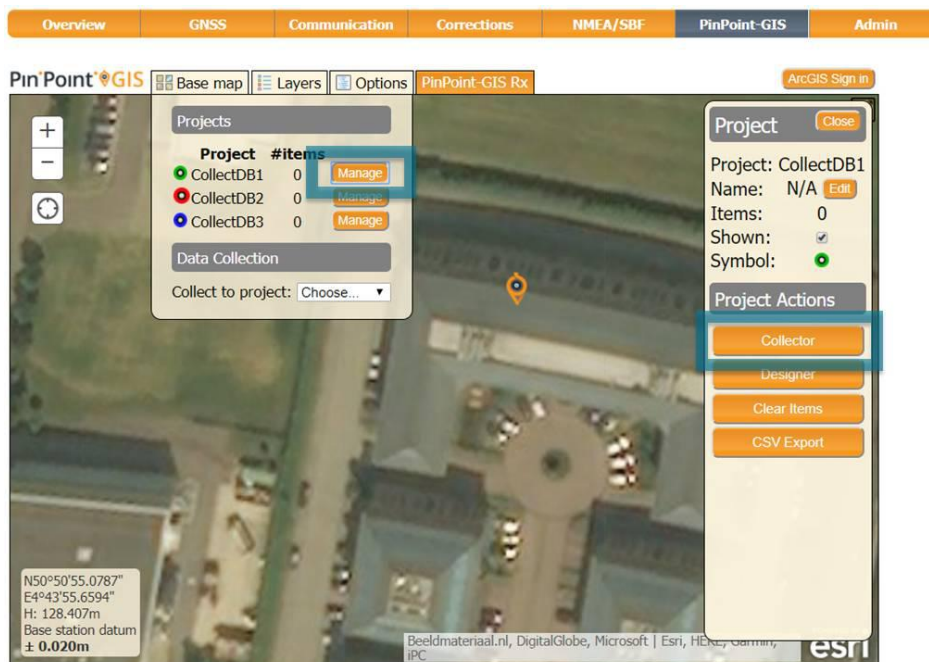 Overview GNSS Communication Corrections NMEA/SBF PinPoint-GIS Admin
PinPoint GIS Base map Layers Options PinPoint-GIS Rx ArcGIS Sign in
+
−
Projects
Project #items
CollectDB1 0 Manage
CollectDB2 0 Manage
CollectDB3 0 Manage
Data Collection
Collect to project: Choose...
Project Close
Project: CollectDB1
Name: N/A Edit
Items: 0
Shown:
Symbol:
Project Actions
Collector
Designer
Clear Items
CSV Export
N50°50'55.0787"
E4°43'55.6594"
H: 128.407m
Base station datum
± 0.020m
Beeldmateriaal.nl, DigitalGlobe, Microsoft | Esri, HERE, Garmin,
iPC
esri